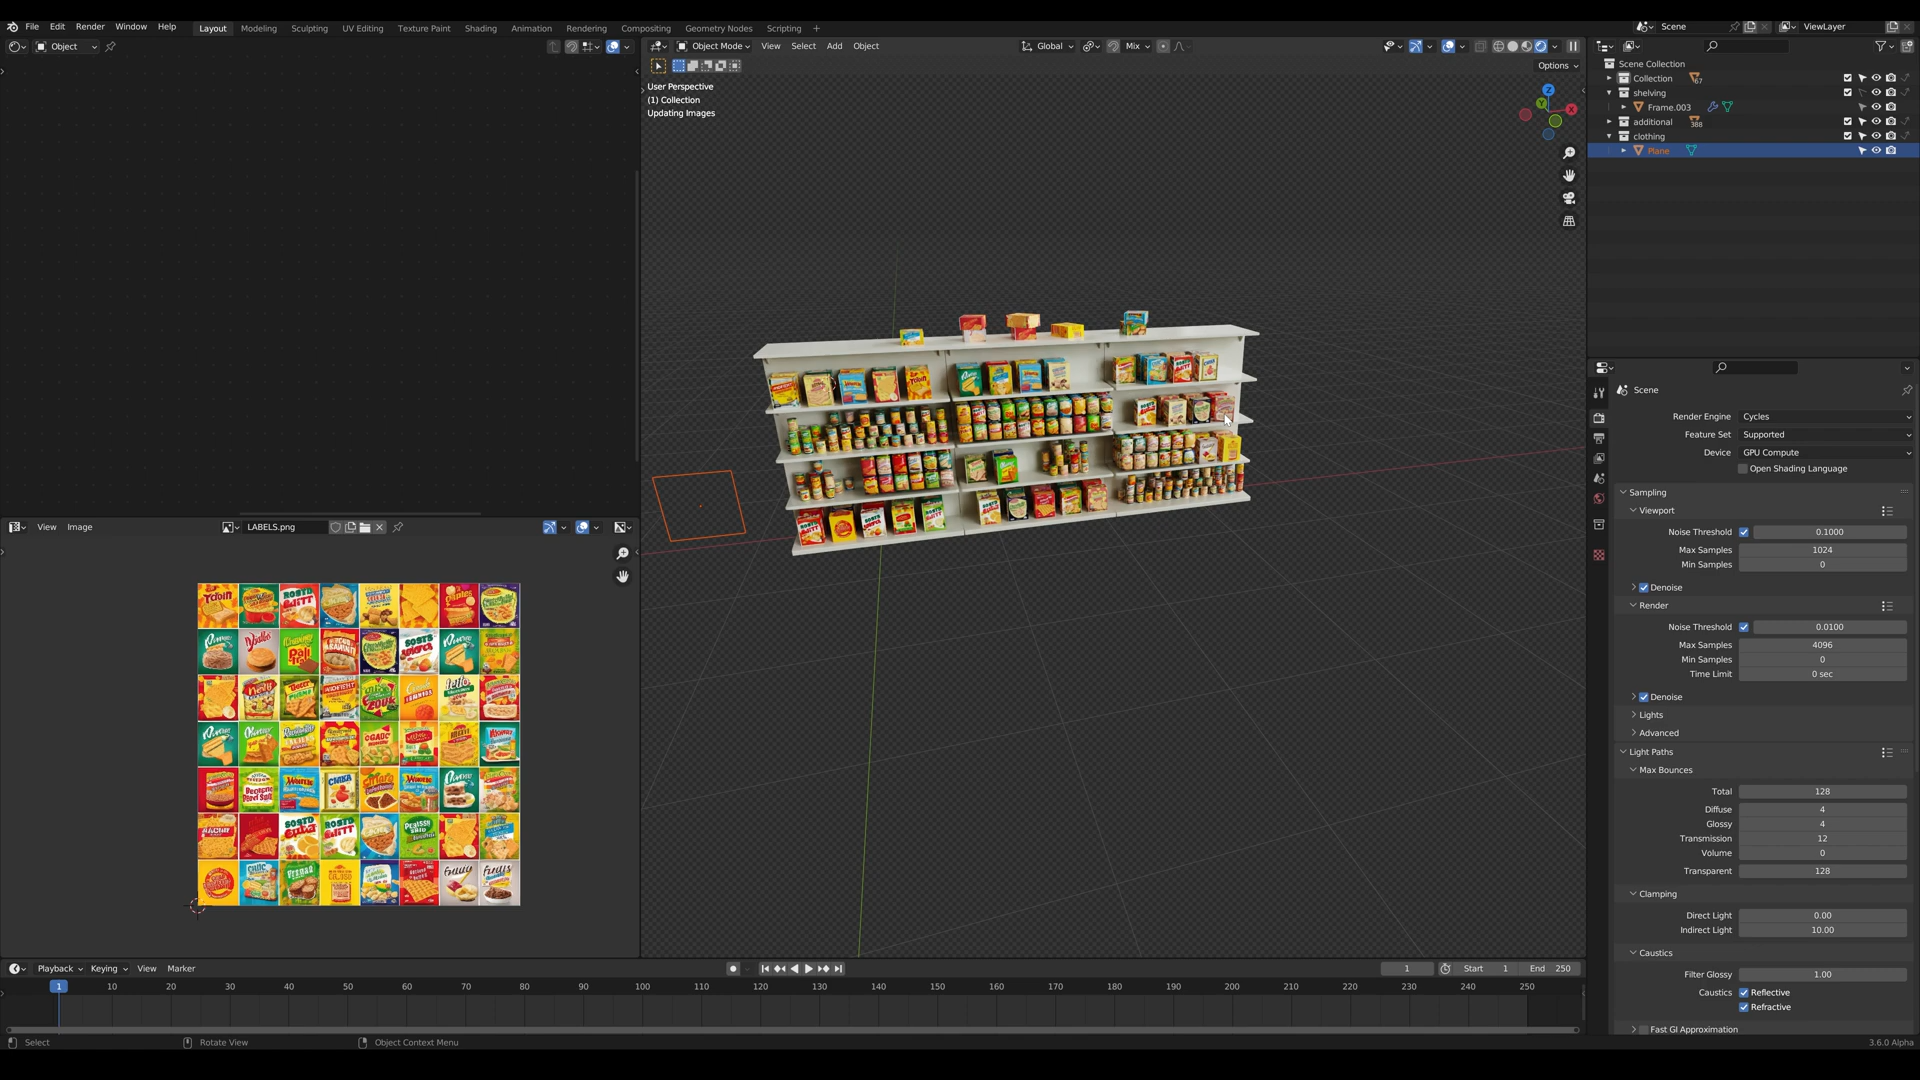 File Edit Render Window Help Layout Modeling Sculpting UV Editing Texture Paint Shading Animation Rendering Compositing Geometry Nodes Scripting + Scene ViewLayer
Object
Object Mode View Select Add Object Global Mix
Options
User Perspective
(1) Collection
Updating Images
Z
Y
X
Scene Collection
Collection 67
shelving
Frame.003
additional 388
clothing
Plane
Scene
Render Engine Cycles
Feature Set Supported
Device GPU Compute
Open Shading Language
Sampling
Viewport
Noise Threshold 0.1000
Max Samples 1024
Min Samples 0
Denoise
Render
Noise Threshold 0.0100
Max Samples 4096
Min Samples 0
Time Limit 0 sec
Denoise
Lights
Advanced
Light Paths
Max Bounces
Total 128
Diffuse 4
Glossy 4
Transmission 12
Volume 0
Transparent 128
Clamping
Direct Light 0.00
Indirect Light 10.00
Caustics
Filter Glossy 1.00
Caustics Reflective
Refractive
Fast GI Approximation
View Image LABELS.png
Playback Keying View Marker 1 Start 1 End 250
1 10 20 30 40 50 60 70 80 90 100 110 120 130 140 150 160 170 180 190 200 210 220 230 240 250
Select Rotate View Object Context Menu 3.6.0 Alpha